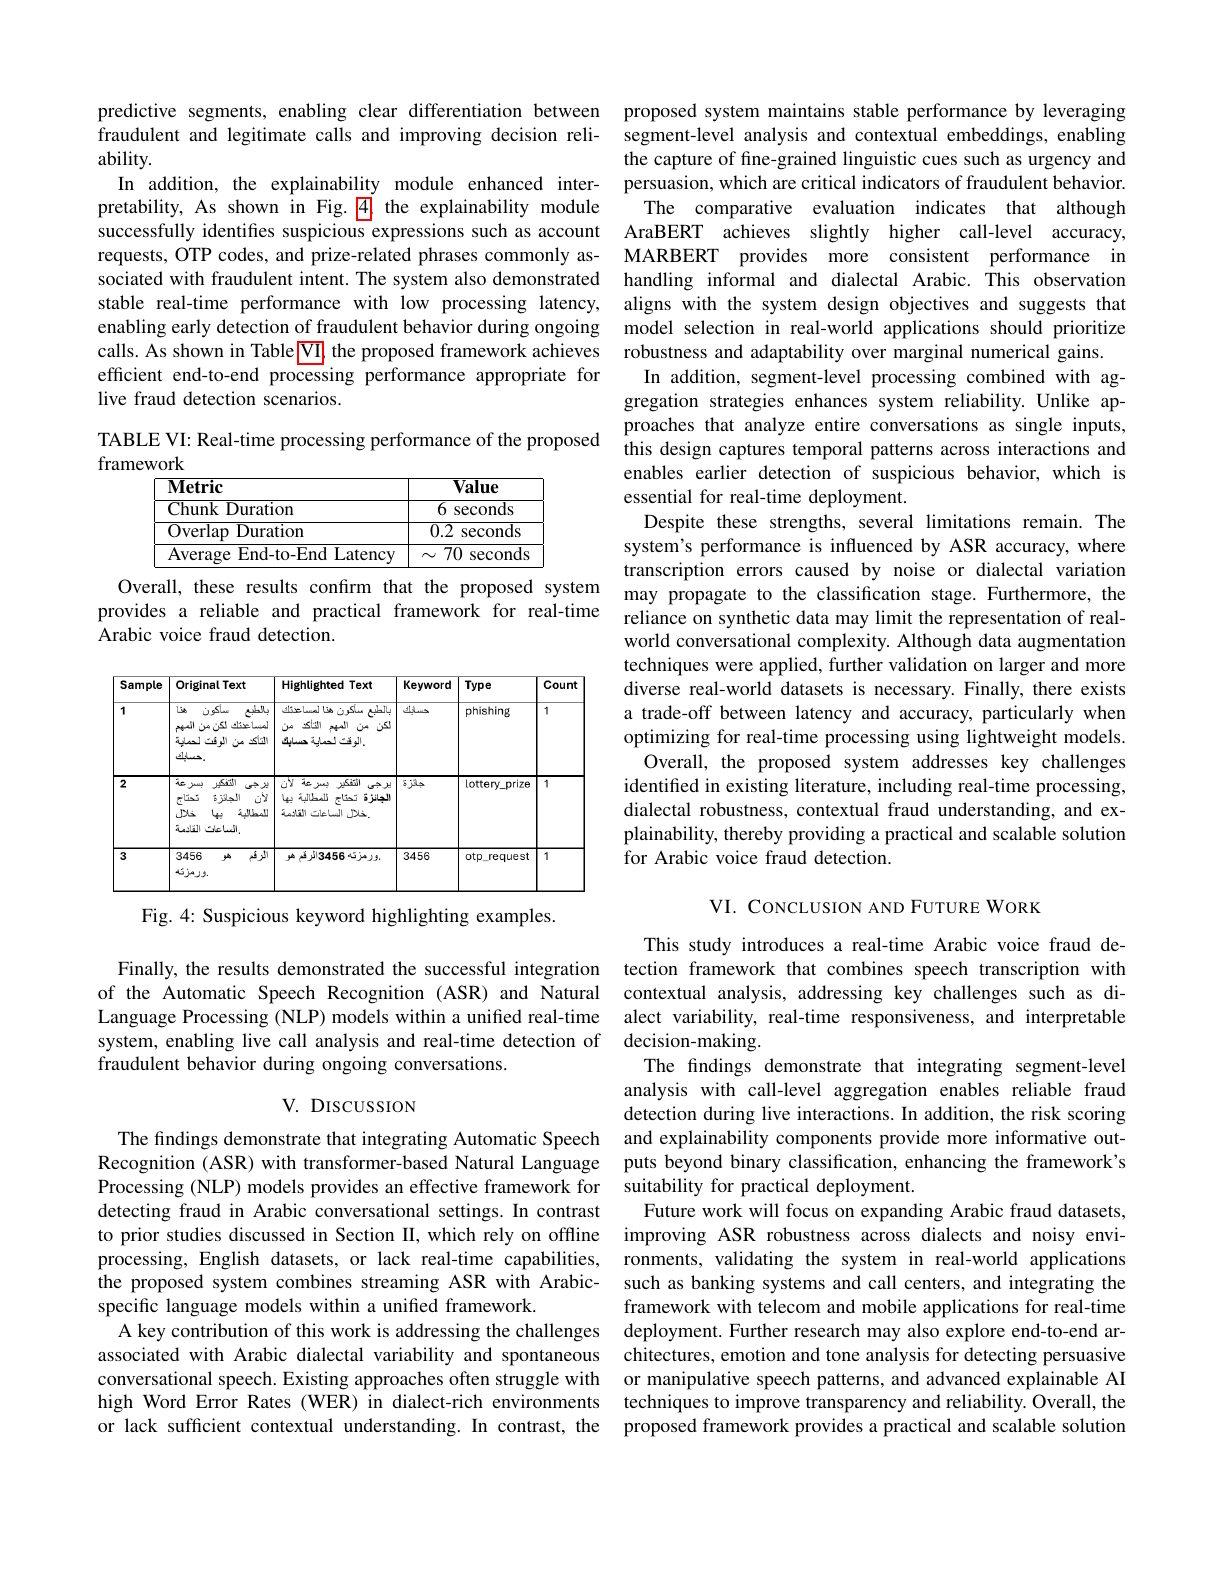 predictive segments, enabling clear differentiation between
fraudulent and legitimate calls and improving decision reli-
ability.
In addition, the explainability module enhanced inter-
pretability, As shown in Fig. 4, the explainability module
successfully identifies suspicious expressions such as account
requests, OTP codes, and prize-related phrases commonly as-
sociated with fraudulent intent. The system also demonstrated
stable real-time performance with low processing latency,
enabling early detection of fraudulent behavior during ongoing
calls. As shown in Table VI, the proposed framework achieves
efficient end-to-end processing performance appropriate for
live fraud detection scenarios.
TABLE VI: Real-time processing performance of the proposed
framework
Metric Value
Chunk Duration 6 seconds
Overlap Duration 0.2 seconds
Average End-to-End Latency ∼ 70 seconds
Overall, these results confirm that the proposed system
provides a reliable and practical framework for real-time
Arabic voice fraud detection.
Sample Original Text Highlighted Text Keyword Type Count
1
بالطبع سأكون هنا
لمساعدتك لكن من المهم
التأكد من الوقت لحماية
حسابك.
بالطبع سأكون هنا لمساعدتك
لكن من المهم التأكد من
الوقت لحماية حسابك.
حسابك
phishing 1
2
يرجى التفكير بسرعة
لأن الجائزة تحتاج
للمطالبة بها خلال
الساعات القادمة.
يرجى التفكير بسرعة لأن
الجائزة تحتاج للمطالبة بها
خلال الساعات القادمة.
جائزة
lottery_prize 1
3
الرقم هو 3456
ورمزته.
الرقم هو 3456 ورمزته.
3456 otp_request 1
Fig. 4: Suspicious keyword highlighting examples.
Finally, the results demonstrated the successful integration
of the Automatic Speech Recognition (ASR) and Natural
Language Processing (NLP) models within a unified real-time
system, enabling live call analysis and real-time detection of
fraudulent behavior during ongoing conversations.
V. DISCUSSION
The findings demonstrate that integrating Automatic Speech
Recognition (ASR) with transformer-based Natural Language
Processing (NLP) models provides an effective framework for
detecting fraud in Arabic conversational settings. In contrast
to prior studies discussed in Section II, which rely on offline
processing, English datasets, or lack real-time capabilities,
the proposed system combines streaming ASR with Arabic-
specific language models within a unified framework.
A key contribution of this work is addressing the challenges
associated with Arabic dialectal variability and spontaneous
conversational speech. Existing approaches often struggle with
high Word Error Rates (WER) in dialect-rich environments
or lack sufficient contextual understanding. In contrast, the
proposed system maintains stable performance by leveraging
segment-level analysis and contextual embeddings, enabling
the capture of fine-grained linguistic cues such as urgency and
persuasion, which are critical indicators of fraudulent behavior.
The comparative evaluation indicates that although
AraBERT achieves slightly higher call-level accuracy,
MARBERT provides more consistent performance in
handling informal and dialectal Arabic. This observation
aligns with the system design objectives and suggests that
model selection in real-world applications should prioritize
robustness and adaptability over marginal numerical gains.
In addition, segment-level processing combined with ag-
gregation strategies enhances system reliability. Unlike ap-
proaches that analyze entire conversations as single inputs,
this design captures temporal patterns across interactions and
enables earlier detection of suspicious behavior, which is
essential for real-time deployment.
Despite these strengths, several limitations remain. The
system's performance is influenced by ASR accuracy, where
transcription errors caused by noise or dialectal variation
may propagate to the classification stage. Furthermore, the
reliance on synthetic data may limit the representation of real-
world conversational complexity. Although data augmentation
techniques were applied, further validation on larger and more
diverse real-world datasets is necessary. Finally, there exists
a trade-off between latency and accuracy, particularly when
optimizing for real-time processing using lightweight models.
Overall, the proposed system addresses key challenges
identified in existing literature, including real-time processing,
dialectal robustness, contextual fraud understanding, and ex-
plainability, thereby providing a practical and scalable solution
for Arabic voice fraud detection.
VI. CONCLUSION AND FUTURE WORK
This study introduces a real-time Arabic voice fraud de-
tection framework that combines speech transcription with
contextual analysis, addressing key challenges such as di-
alect variability, real-time responsiveness, and interpretable
decision-making.
The findings demonstrate that integrating segment-level
analysis with call-level aggregation enables reliable fraud
detection during live interactions. In addition, the risk scoring
and explainability components provide more informative out-
puts beyond binary classification, enhancing the framework's
suitability for practical deployment.
Future work will focus on expanding Arabic fraud datasets,
improving ASR robustness across dialects and noisy envi-
ronments, validating the system in real-world applications
such as banking systems and call centers, and integrating the
framework with telecom and mobile applications for real-time
deployment. Further research may also explore end-to-end ar-
chitectures, emotion and tone analysis for detecting persuasive
or manipulative speech patterns, and advanced explainable AI
techniques to improve transparency and reliability. Overall, the
proposed framework provides a practical and scalable solution